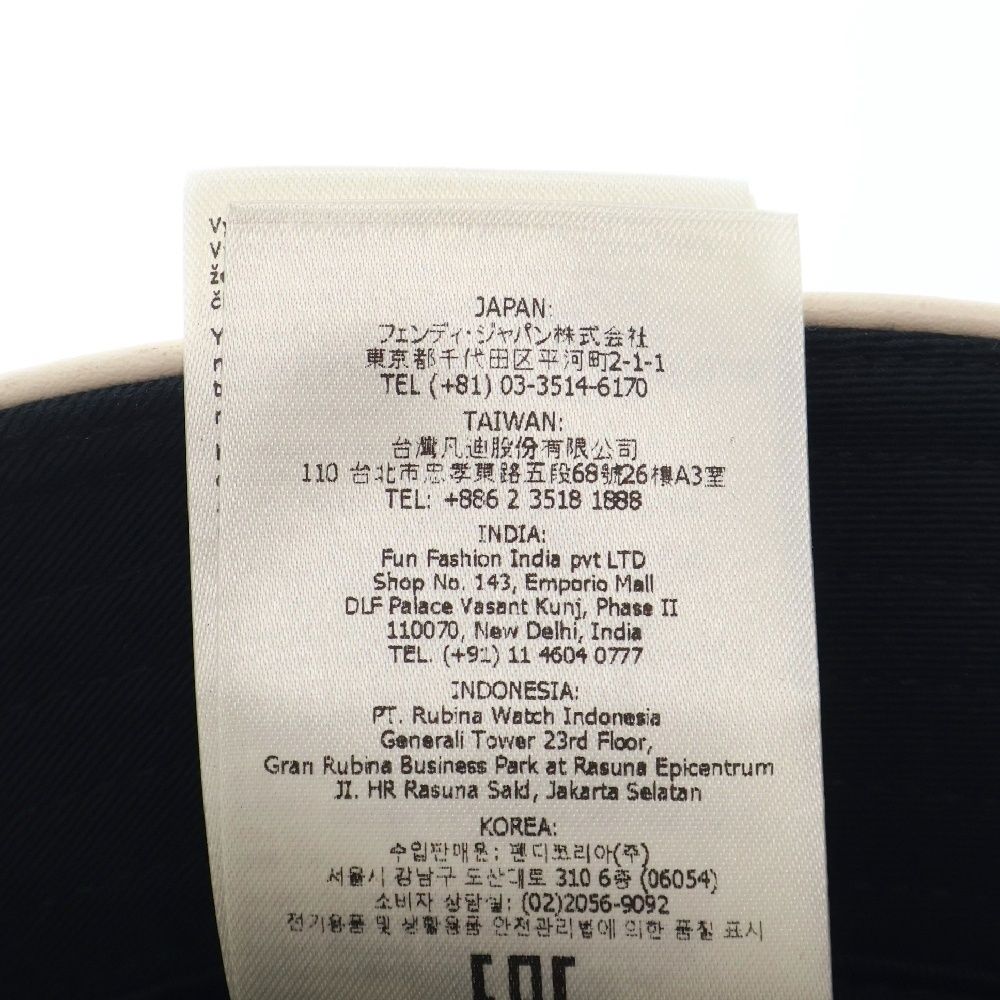 JAPAN:
フェンディ・ジャパン株式会社
東京都千代田区平河町2-1-1
TEL (+81) 03-3514-6170
TAIWAN:
台灣凡迪股份有限公司
110 台北市忠孝東路五段68號26樓A3室
TEL: +886 2 3518 1888
INDIA:
Fun Fashion India pvt LTD
Shop No. 143, Emporio Mall
DLF Palace Vasant Kunj, Phase II
110070, New Delhi, India
TEL. (+91) 11 4604 0777
INDONESIA:
PT. Rubina Watch Indonesia
Generali Tower 23rd Floor,
Gran Rubina Business Park at Rasuna Epicentrum
JI. HR Rasuna Said, Jakarta Selatan
KOREA:
수입판매원: 펜디코리아(주)
서울시 강남구 도산대로 310 6층 (06054)
소비자 상담실: (02)2056-9092
전기용품 및 생활용품 안전관리법에 의한 품질 표시